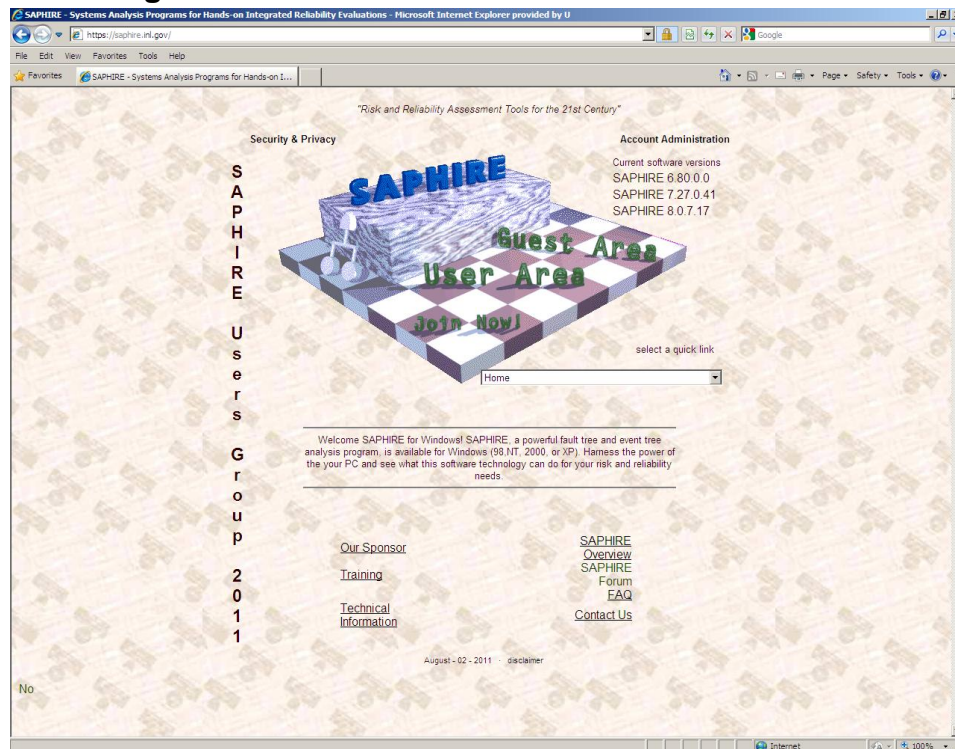 SAPHIRE - Systems Analysis Programs for Hands-on Integrated Reliability Evaluations - Microsoft Internet Explorer provided by U
https://saphire.inl.gov/
Google
File Edit View Favorites Tools Help
Favorites
SAPHIRE - Systems Analysis Programs for Hands-on I...
Page Safety Tools
"Risk and Reliability Assessment Tools for the 21st Century"
Security & Privacy
Account Administration
Current software versions
SAPHIRE 6.80.0.0
SAPHIRE 7.27.0.41
SAPHIRE 8.0.7.17
SAPHIRE Users Group 2011
SAPHIRE
Guest Area
User Area
Join Now!
select a quick link
Home
Welcome SAPHIRE for Windows! SAPHIRE, a powerful fault tree and event tree
analysis program, is available for Windows (98,NT, 2000, or XP). Harness the power of
the your PC and see what this software technology can do for your risk and reliability
needs.
Our Sponsor
Training
Technical
Information
SAPHIRE
Overview
SAPHIRE
Forum
FAQ
Contact Us
August - 02 - 2011 - disclaimer
No
Internet
100%